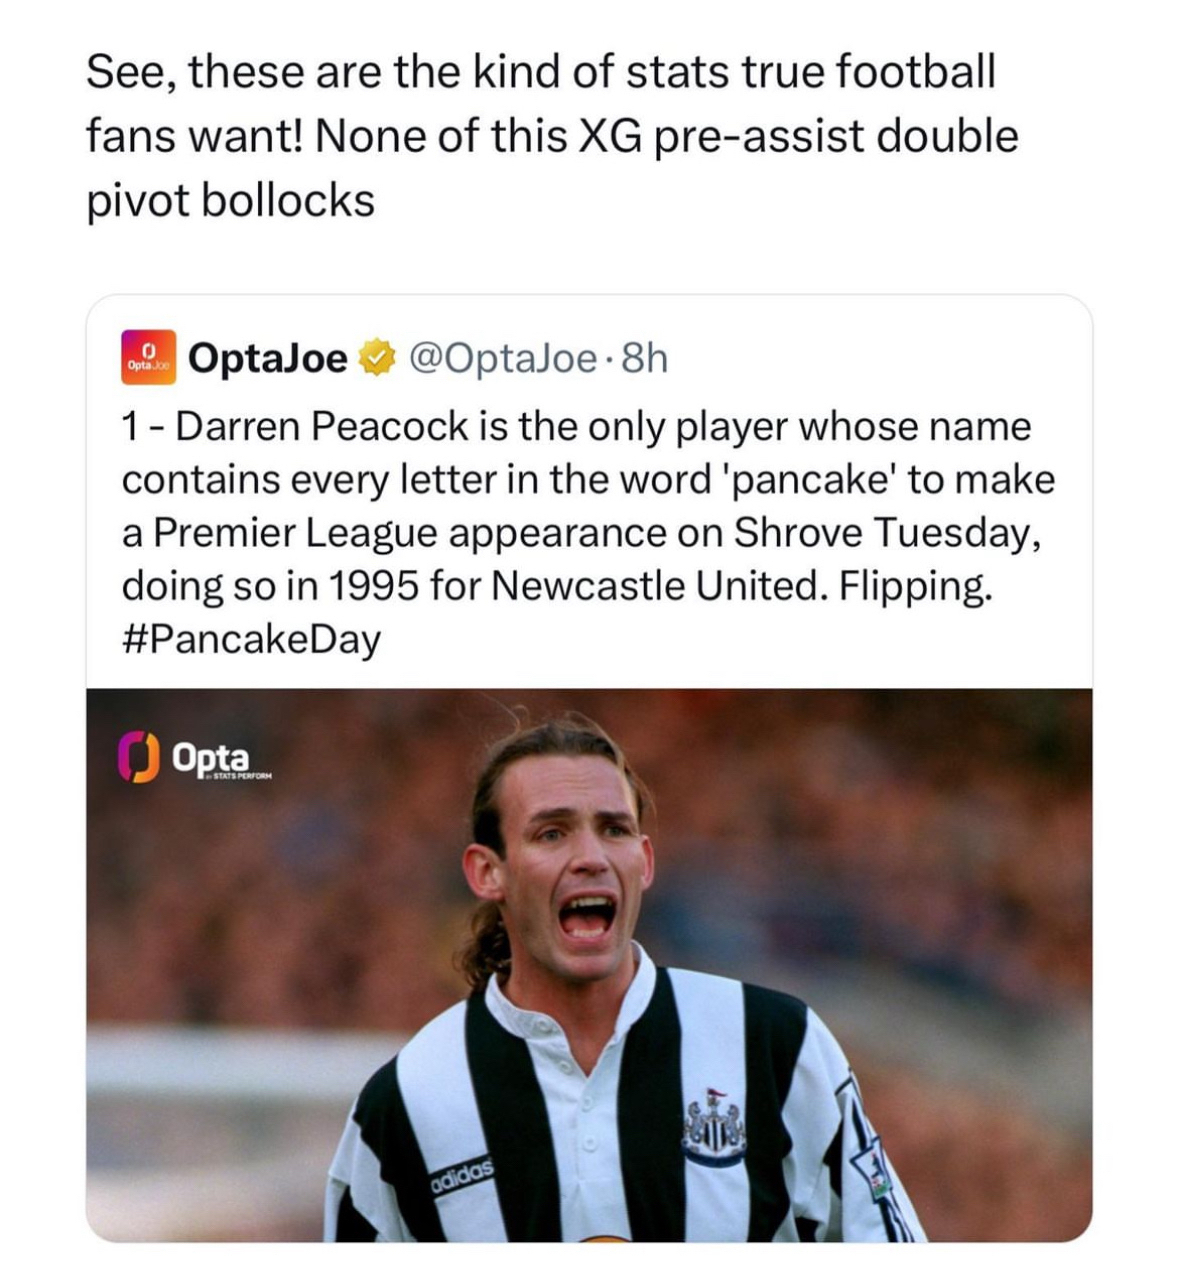 See, these are the kind of stats true football
fans want! None of this XG pre-assist double
pivot bollocks
Opta Joe
OptaJoe @OptaJoe · 8h
1 - Darren Peacock is the only player whose name
contains every letter in the word 'pancake' to make
a Premier League appearance on Shrove Tuesday,
doing so in 1995 for Newcastle United. Flipping.
#PancakeDay
Opta
BY STATS PERFORM
adidas